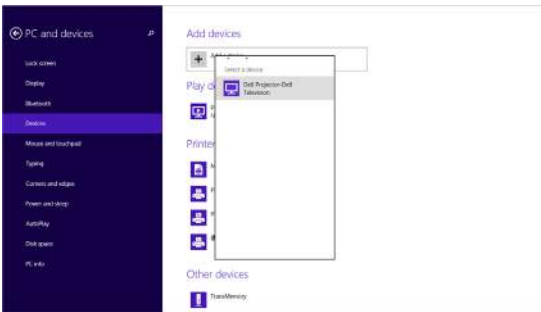 PC and devices
Lock screen
Display
Bluetooth
Devices
Mouse and touchpad
Typing
Corners and edges
Power and sleep
AutoPlay
Disk space
PC info
Add devices
Select a device
Dell Projector-Dell
Television
Play d
Printer
Other devices
TransMemory